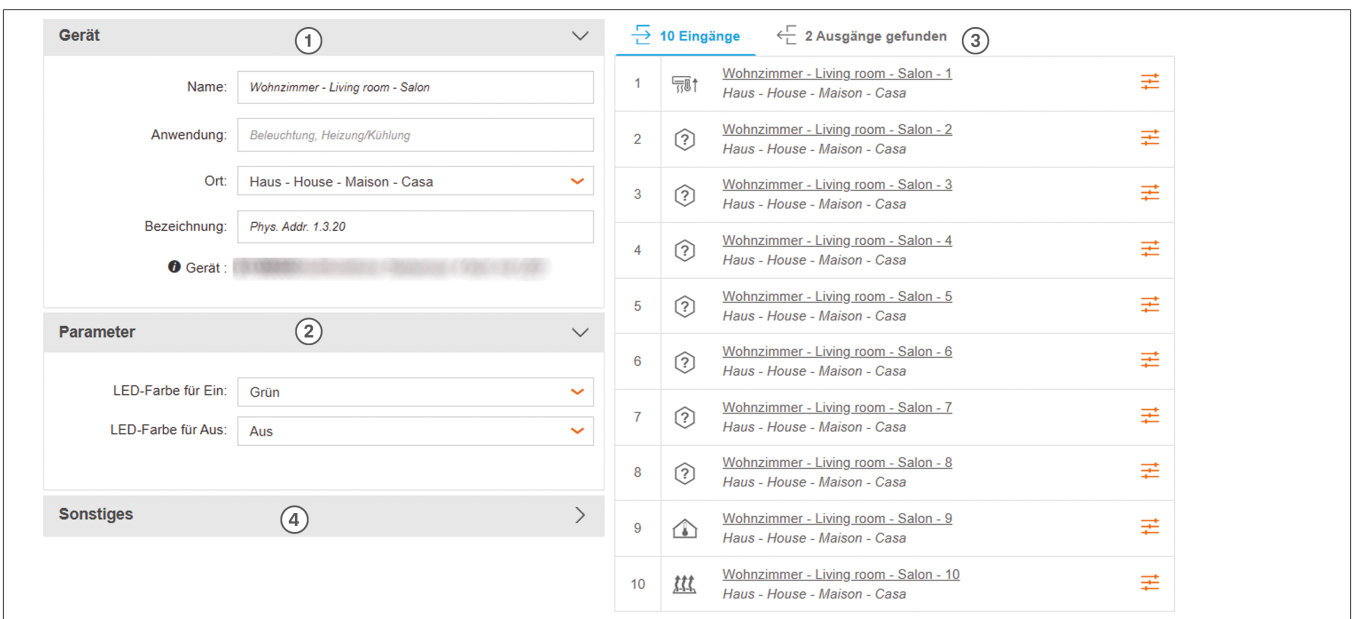 Gerät
1
Name: Wohnzimmer - Living room - Salon
Anwendung: Beleuchtung, Heizung/Kühlung
Ort: Haus - House - Maison - Casa
Bezeichnung: Phys. Addr. 1.3.20
Gerät :
Parameter
2
LED-Farbe für Ein: Grün
LED-Farbe für Aus: Aus
Sonstiges
4
10 Eingänge
2 Ausgänge gefunden
3
1
Wohnzimmer - Living room - Salon - 1
Haus - House - Maison - Casa
2
Wohnzimmer - Living room - Salon - 2
Haus - House - Maison - Casa
3
Wohnzimmer - Living room - Salon - 3
Haus - House - Maison - Casa
4
Wohnzimmer - Living room - Salon - 4
Haus - House - Maison - Casa
5
Wohnzimmer - Living room - Salon - 5
Haus - House - Maison - Casa
6
Wohnzimmer - Living room - Salon - 6
Haus - House - Maison - Casa
7
Wohnzimmer - Living room - Salon - 7
Haus - House - Maison - Casa
8
Wohnzimmer - Living room - Salon - 8
Haus - House - Maison - Casa
9
Wohnzimmer - Living room - Salon - 9
Haus - House - Maison - Casa
10
Wohnzimmer - Living room - Salon - 10
Haus - House - Maison - Casa